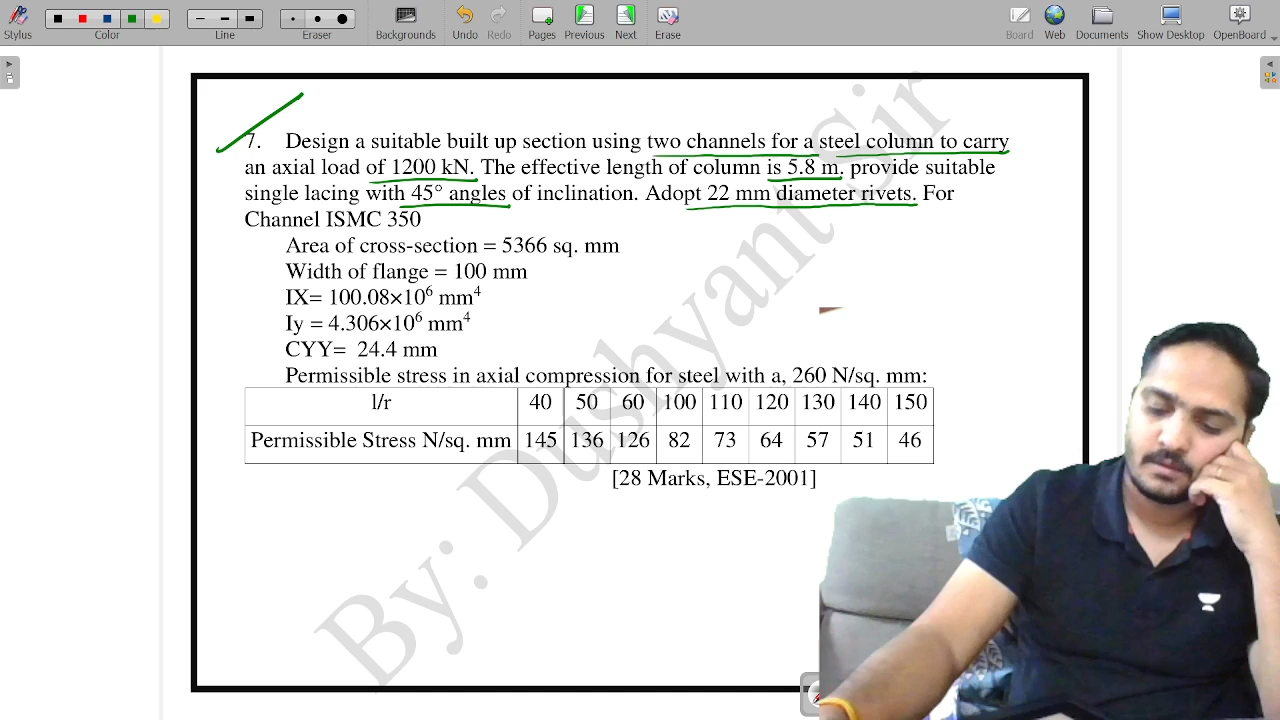 Stylus
Color
Line
Eraser
Backgrounds
Undo
Redo
Pages
Previous
Next
Erase
Board
Web
Documents
Show Desktop
OpenBoard
7. Design a suitable built up section using two channels for a steel column to carry
an axial load of 1200 kN. The effective length of column is 5.8 m. provide suitable
single lacing with 45° angles of inclination. Adopt 22 mm diameter rivets. For
Channel ISMC 350
Area of cross-section = 5366 sq. mm
Width of flange = 100 mm
IX= 100.08×10⁶ mm⁴
Iy = 4.306×10⁶ mm⁴
CYY= 24.4 mm
Permissible stress in axial compression for steel with a, 260 N/sq. mm:
l/r 40 50 60 100 110 120 130 140 150
Permissible Stress N/sq. mm 145 136 126 82 73 64 57 51 46
[28 Marks, ESE-2001]
By: Dushyant Sir